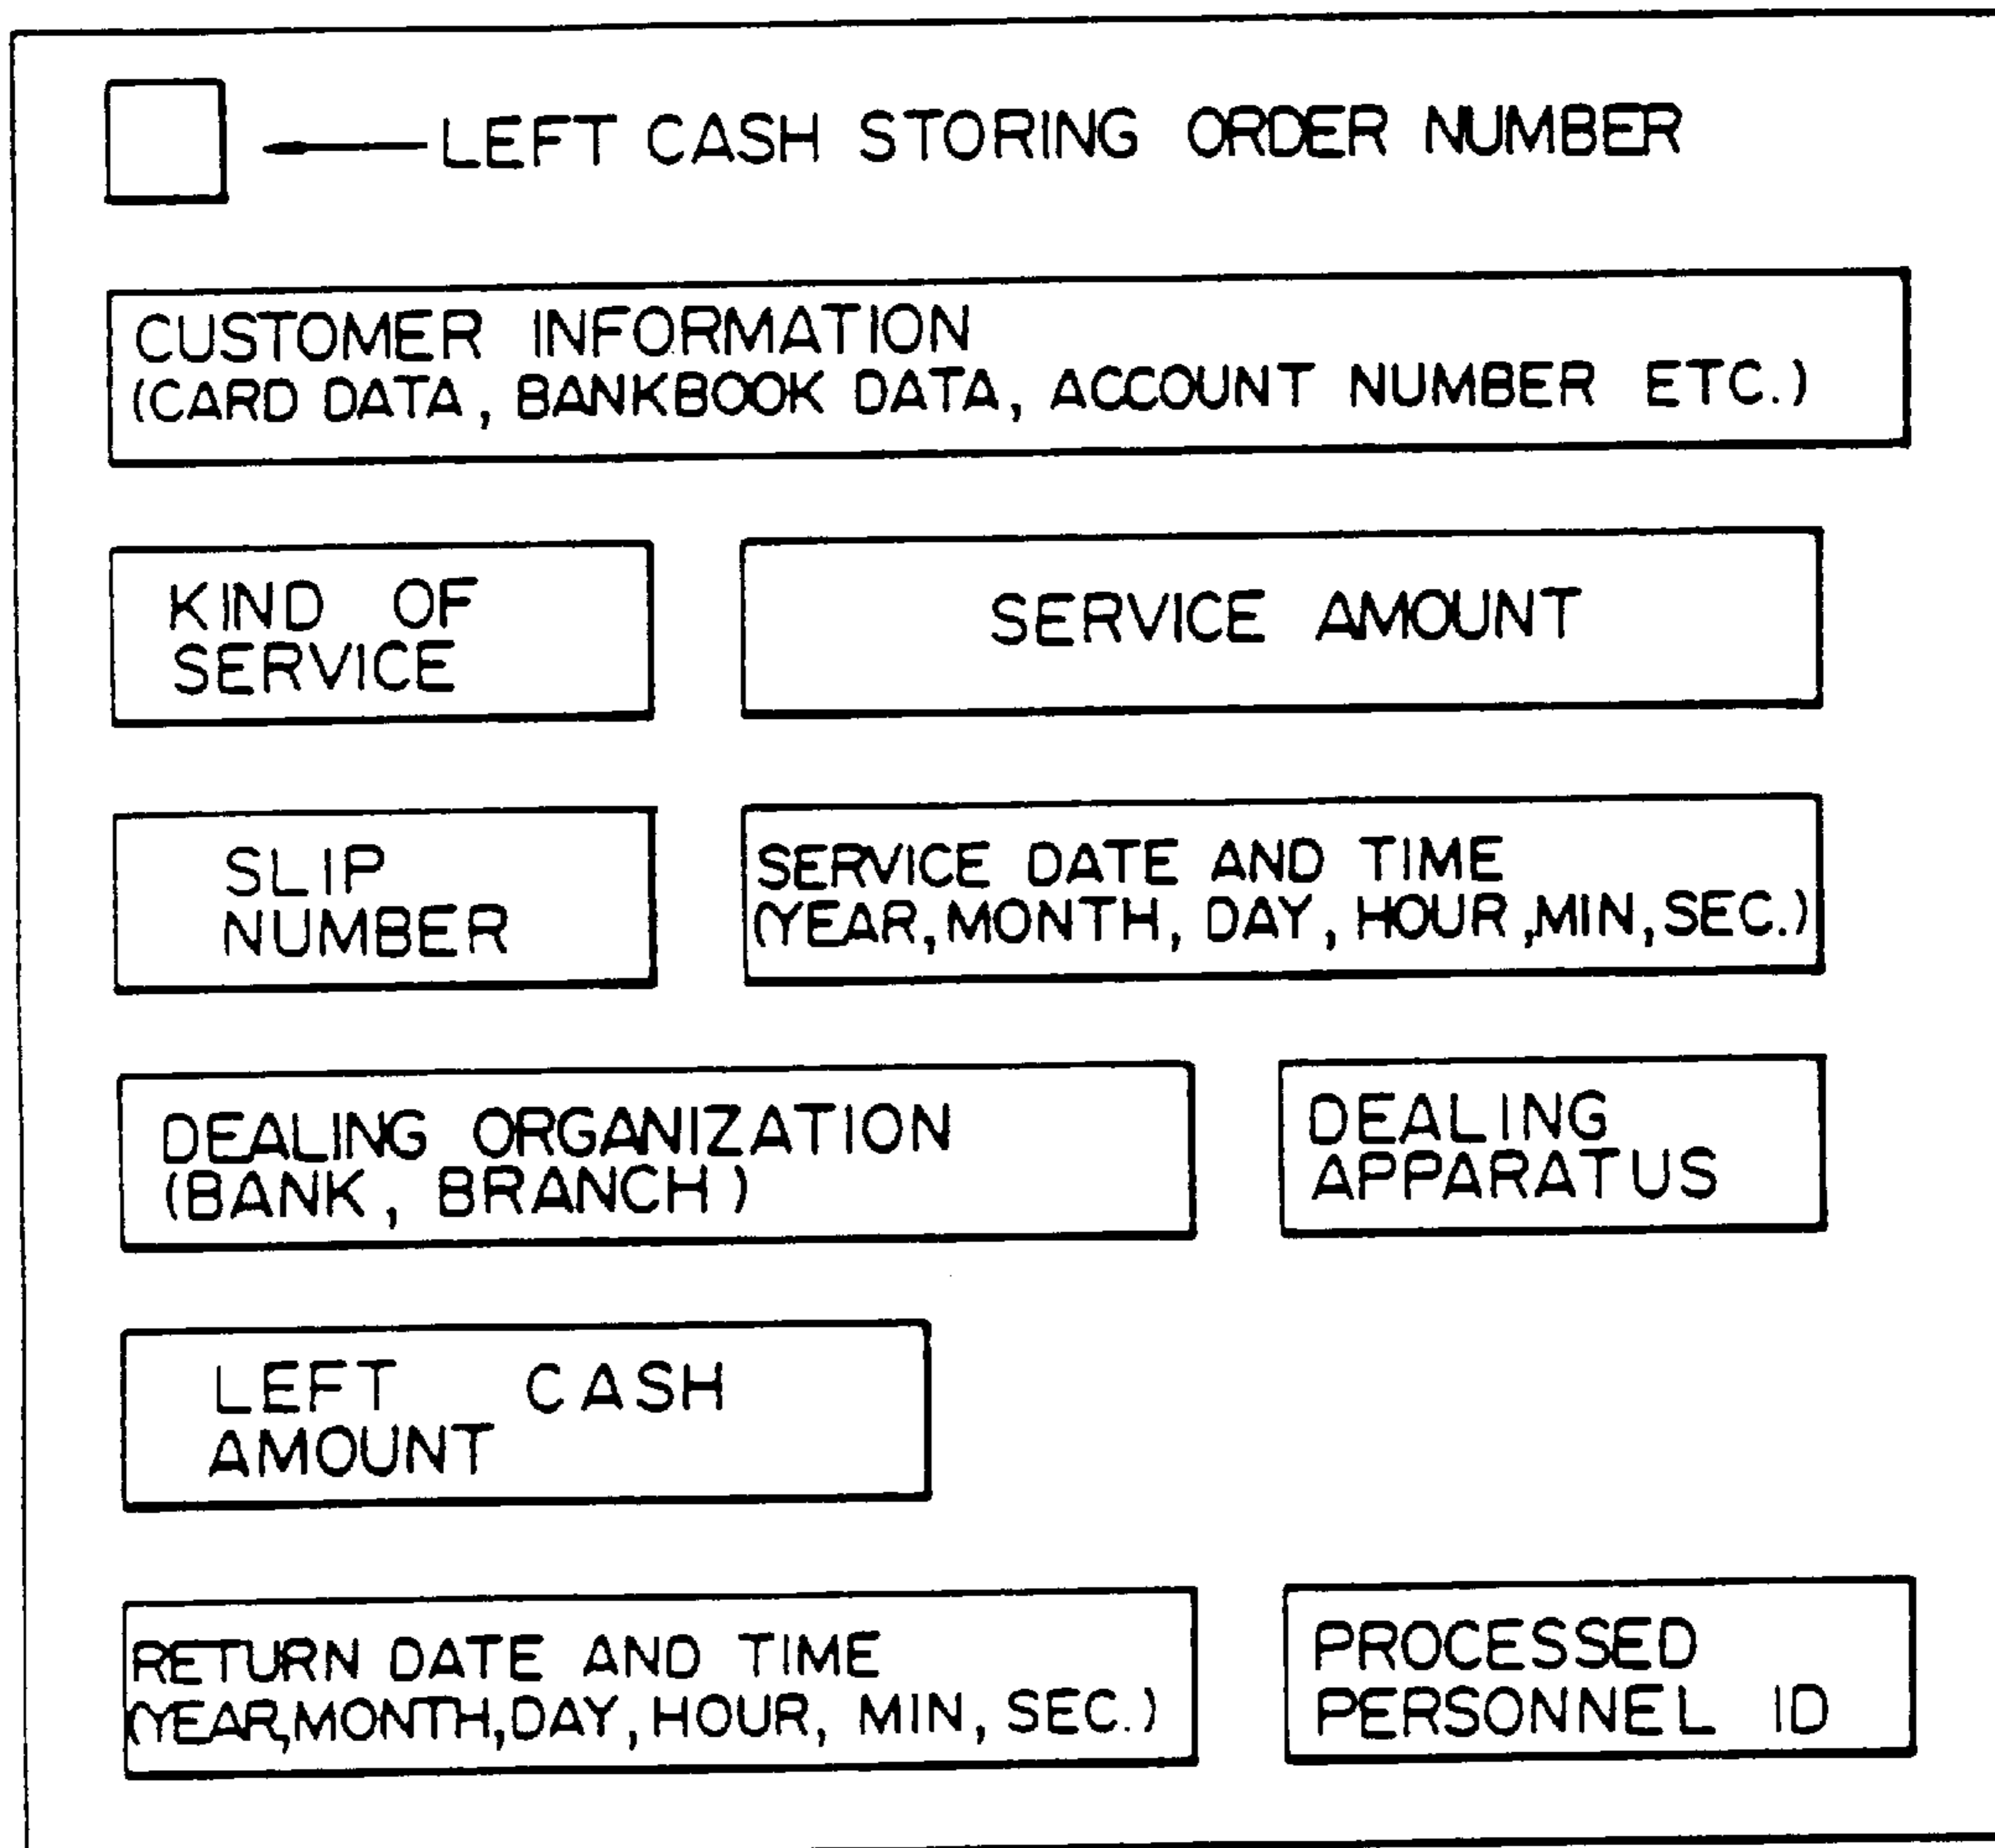 LEFT CASH STORING ORDER NUMBER
CUSTOMER INFORMATION
(CARD DATA, BANKBOOK DATA, ACCOUNT NUMBER ETC.)
KIND OF
SERVICE
SERVICE AMOUNT
SLIP
NUMBER
SERVICE DATE AND TIME
(YEAR, MONTH, DAY, HOUR, MIN, SEC.)
DEALING ORGANIZATION
(BANK, BRANCH)
DEALING
APPARATUS
LEFT CASH
AMOUNT
RETURN DATE AND TIME
(YEAR, MONTH, DAY, HOUR, MIN, SEC.)
PROCESSED
PERSONNEL ID